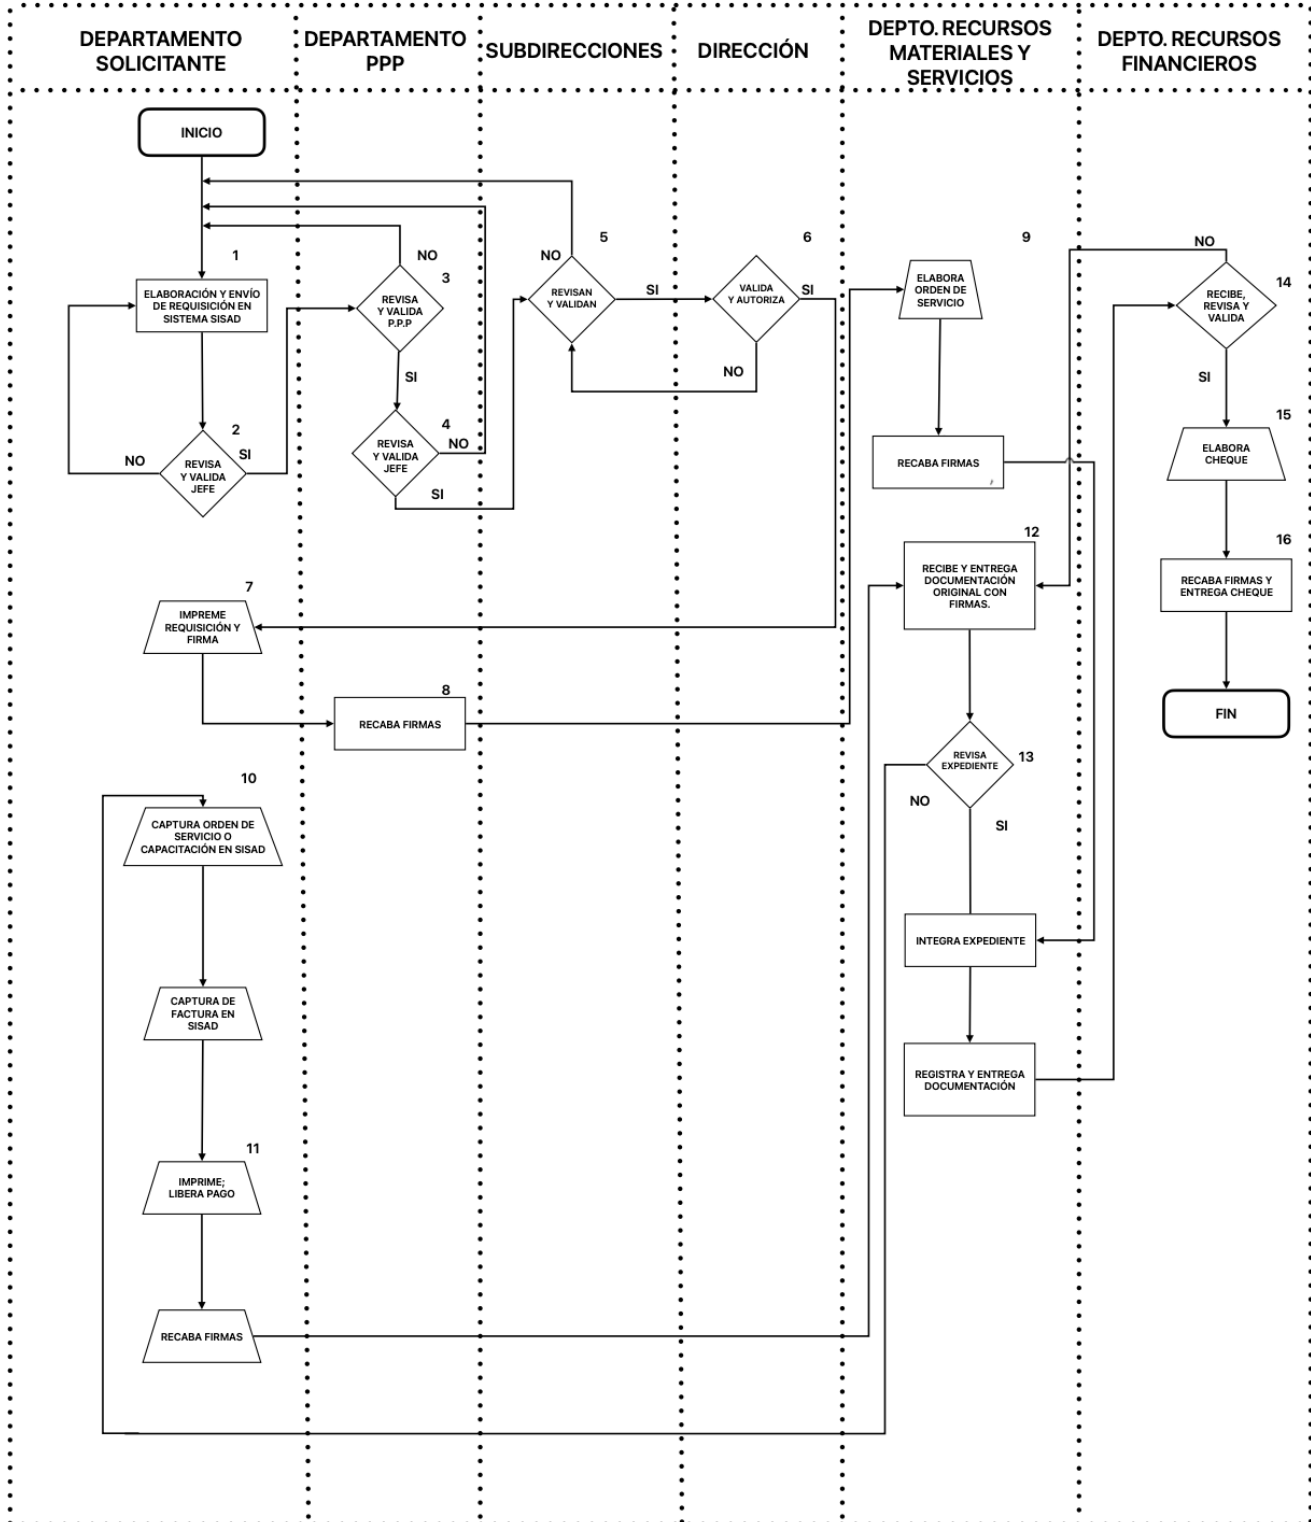 DEPARTAMENTO
SOLICITANTE
DEPARTAMENTO
PPP
SUBDIRECCIONES
DIRECCIÓN
DEPTO. RECURSOS
MATERIALES Y
SERVICIOS
DEPTO. RECURSOS
FINANCIEROS
INICIO
1
ELABORACIÓN Y ENVÍO
DE REQUISICIÓN EN
SISTEMA SISAD
2
NO
REVISA
Y VALIDA
JEFE
SI
NO
3
REVISA
Y VALIDA
P.P.P
SI
4
REVISA
Y VALIDA
JEFE
NO
SI
5
NO
REVISAN
Y VALIDAN
SI
6
VALIDA
Y AUTORIZA
SI
NO
7
IMPREME
REQUISICIÓN Y
FIRMA
8
RECABA FIRMAS
9
ELABORA
ORDEN DE
SERVICIO
RECABA FIRMAS
10
CAPTURA ORDEN DE
SERVICIO O
CAPACITACIÓN EN SISAD
CAPTURA DE
FACTURA EN
SISAD
11
IMPRIME;
LIBERA PAGO
RECABA FIRMAS
12
RECIBE Y ENTREGA
DOCUMENTACIÓN
ORIGINAL CON
FIRMAS.
REVISA
EXPEDIENTE
13
NO
SI
INTEGRA EXPEDIENTE
REGISTRA Y ENTREGA
DOCUMENTACIÓN
NO
14
RECIBE,
REVISA Y
VALIDA
SI
15
ELABORA
CHEQUE
16
RECABA FIRMAS Y
ENTREGA CHEQUE
FIN